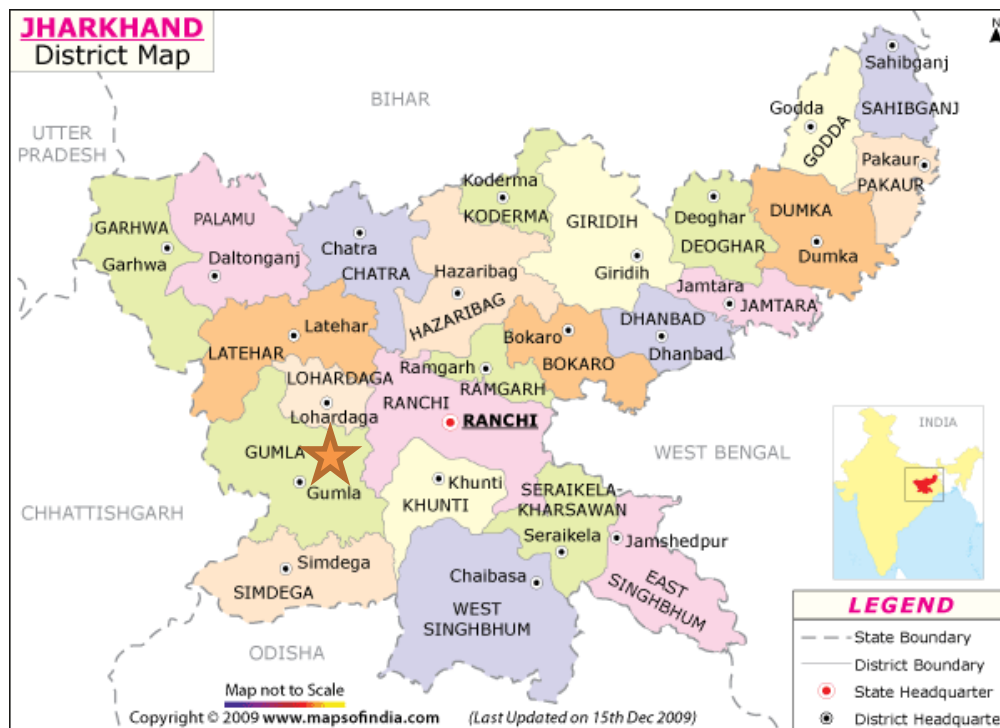 JHARKHAND
District Map
N
BIHAR
UTTER
PRADESH
Sahibganj
SAHIBGANJ
Godda
GODDA
Pakaur
PAKAUR
Koderma
KODERMA
GIRIDIH
Giridih
Deoghar
DEOGHAR
DUMKA
Dumka
GARHWA
Garhwa
PALAMU
Daltonganj
Chatra
CHATRA
Hazaribag
HAZARIBAG
Jamtara
JAMTARA
Latehar
LATEHAR
Bokaro
BOKARO
DHANBAD
Dhanbad
LOHARDAGA
Lohardaga
Ramgarh
RAMGARH
RANCHI
RANCHI
GUMLA
Gumla
Khunti
KHUNTI
SERAIKELA-
KHARSAWAN
Seraikela
WEST BENGAL
INDIA
CHHATTISHGARH
Jamshedpur
EAST
SINGHBHUM
Simdega
SIMDEGA
Chaibasa
WEST
SINGHBHUM
ODISHA
LEGEND
State Boundary
District Boundary
State Headquarter
District Headquarte
Map not to Scale
Copyright © 2009 www.mapsofindia.com (Last Updated on 15th Dec 2009)